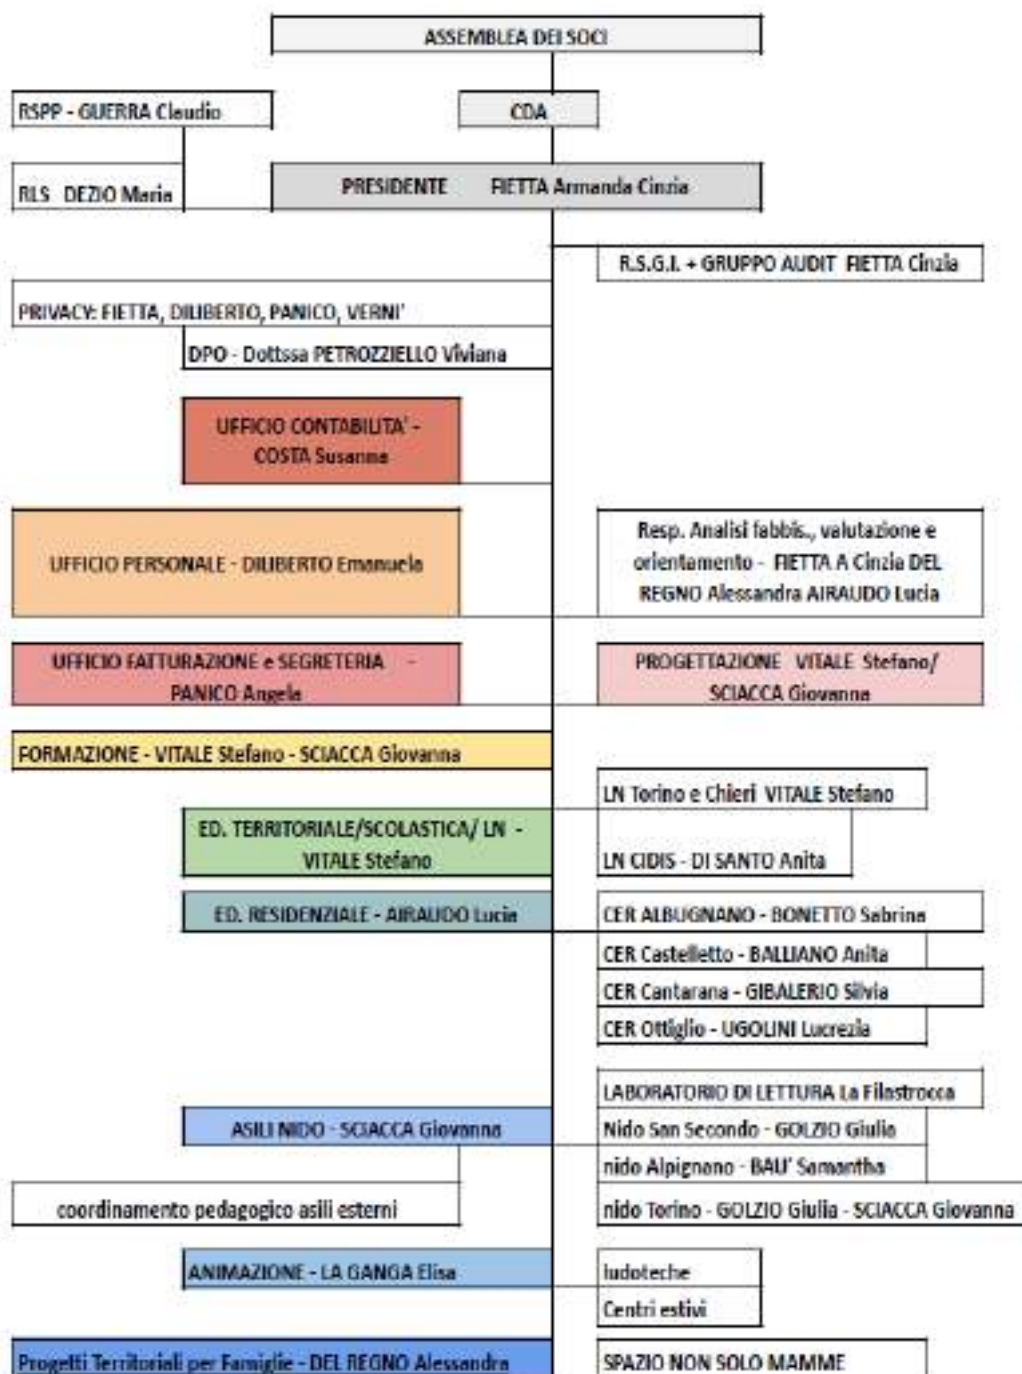 ASSEMBLEA DEI SOCI
RSPP - GUERRA Claudio
CDA
RLS DEZIO Maria
PRESIDENTE FIETTA Armanda Cinzia
R.S.G.I. + GRUPPO AUDIT FIETTA Cinzia
PRIVACY: FIETTA, DILIBERTO, PANICO, VERNI'
DPO - Dottssa PETROZZIELLO Viviana
UFFICIO CONTABILITA' -
COSTA Susanna
UFFICIO PERSONALE - DILIBERTO Emanuela
Resp. Analisi fabbis., valutazione e
orientamento - FIETTA A Cinzia DEL
REGNO Alessandra AIRAUDO Lucia
UFFICIO FATTURAZIONE e SEGRETERIA -
PANICO Angela
PROGETTAZIONE VITALE Stefano/
SCIACCA Giovanna
FORMAZIONE - VITALE Stefano - SCIACCA Giovanna
LN Torino e Chieri VITALE Stefano
ED. TERRITORIALE/SCOLASTICA/ LN -
VITALE Stefano
LN CIDIS - DI SANTO Anita
ED. RESIDENZIALE - AIRAUDO Lucia
CER ALBUGNANO - BONETTO Sabrina
CER Castelletto - BALLIANO Anita
CER Cantarana - GIBALERIO Silvia
CER Ottiglio - UGOLINI Lucrezia
LABORATORIO DI LETTURA La Filastrocca
ASILI NIDO - SCIACCA Giovanna
Nido San Secondo - GOLZIO Giulia
nido Alpignano - BAU' Samantha
coordinamento pedagogico asili esterni
nido Torino - GOLZIO Giulia - SCIACCA Giovanna
ANIMAZIONE - LA GANGA Elisa
ludoteche
Centri estivi
Progetti Territoriali per Famiglie - DEL REGNO Alessandra
SPAZIO NON SOLO MAMME